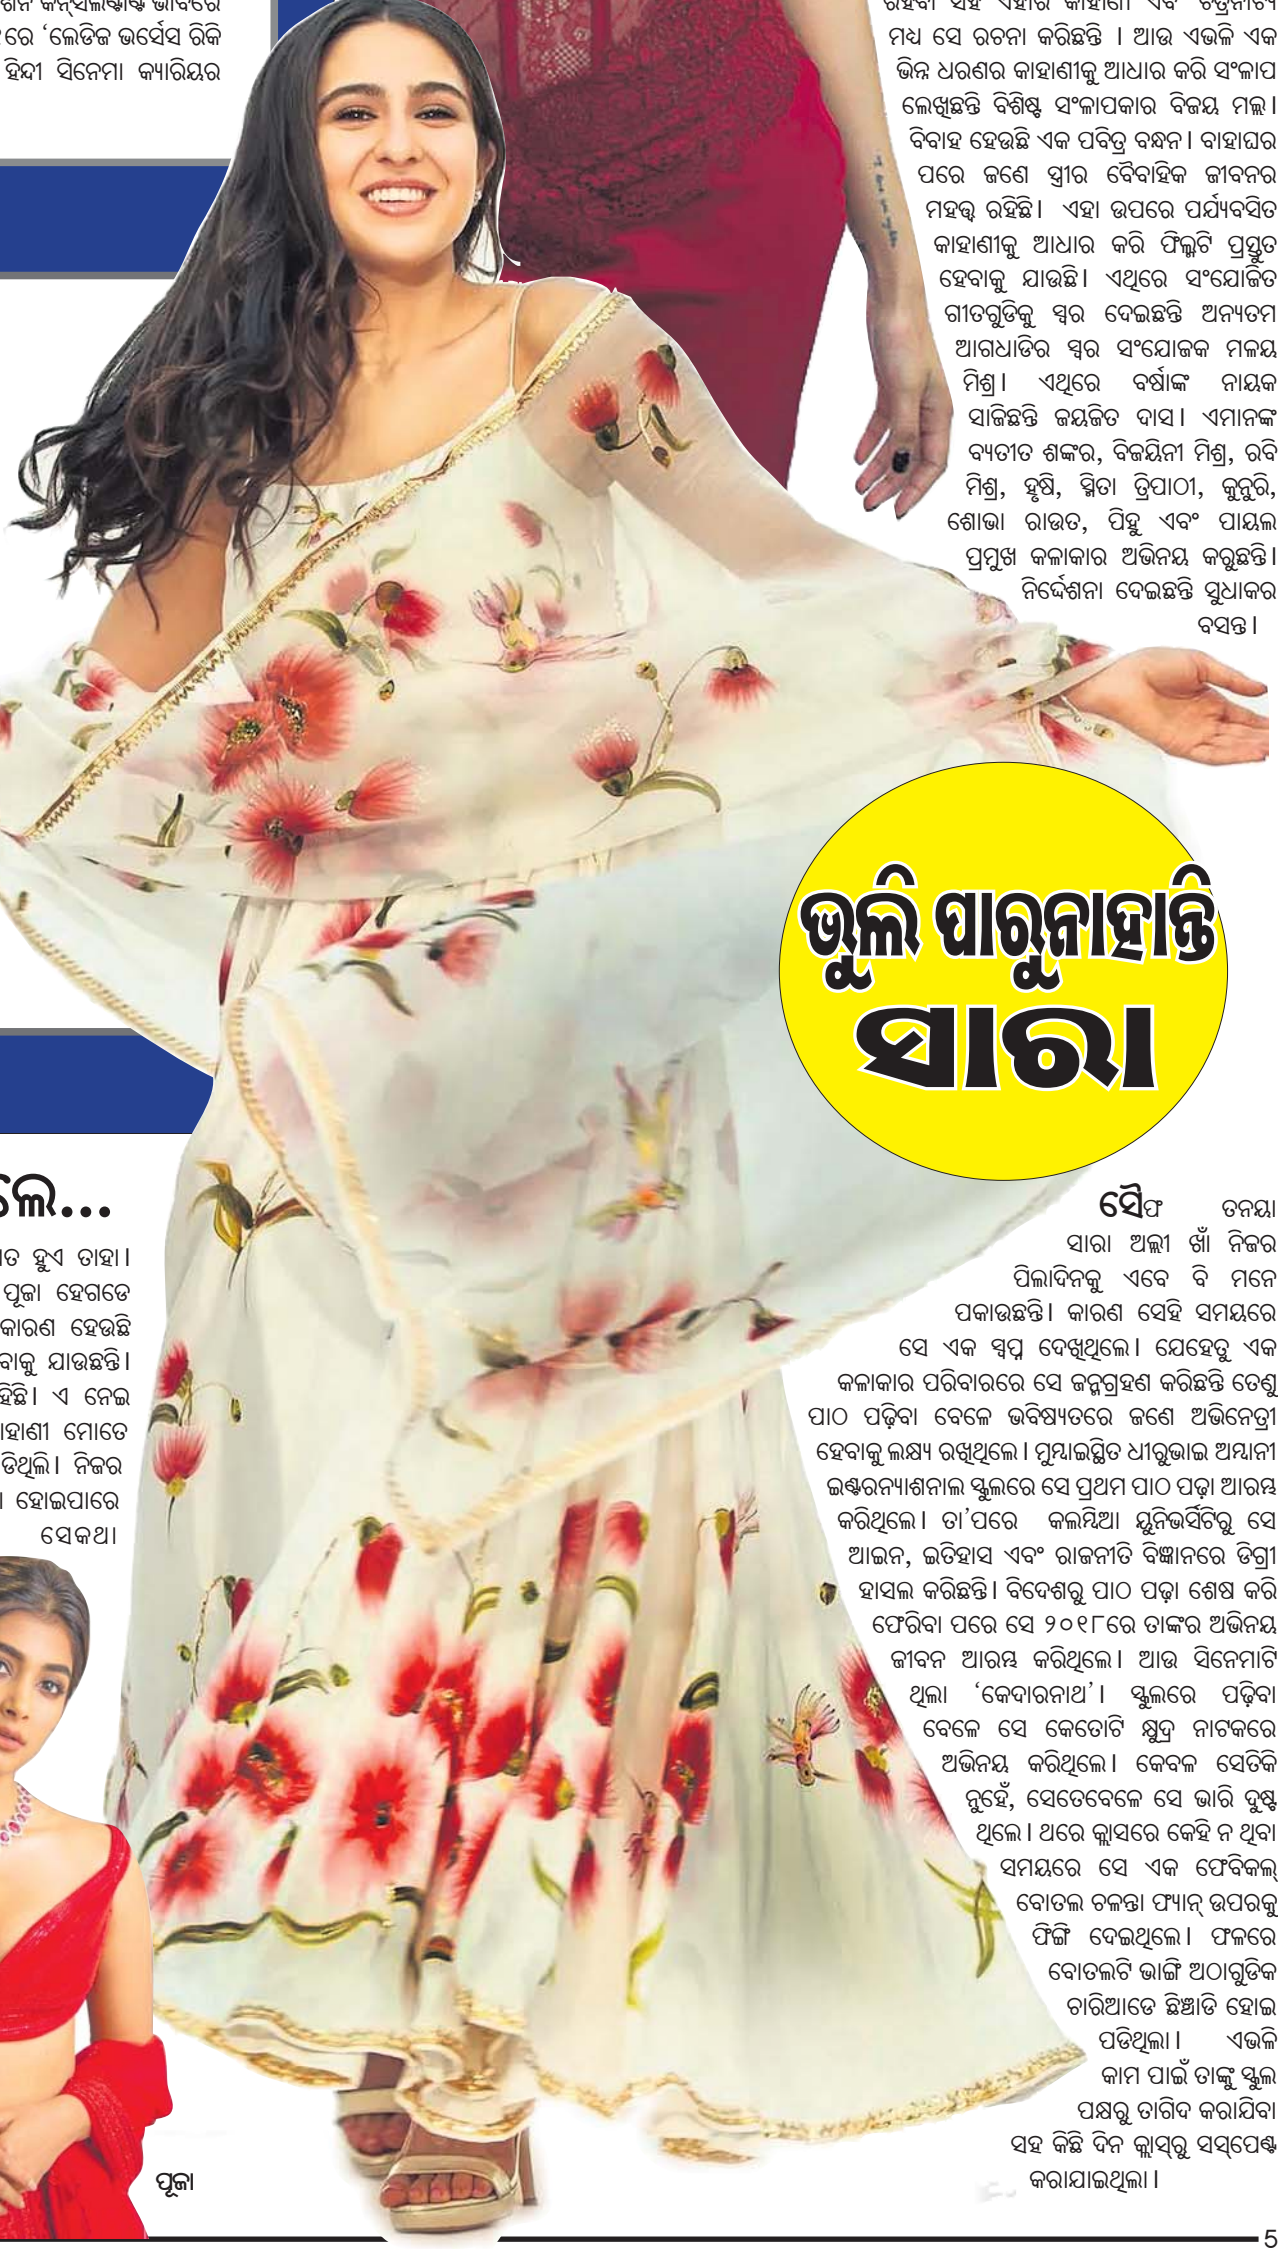 ୧ରେ ‘ଲେଡିଜ ଭର୍ସେସ ରିକି
ହିନ୍ଦୀ ସିନେମା କ୍ୟାରିୟର
ମଧ୍ୟ ସେ ରଚନା କରିଛନ୍ତି । ଆଉ ଏଭଳି ଏକ
ଭିନ୍ନ ଧରଣର କାହାଣୀକୁ ଆଧାର କରି ସଂଳାପ
ଲେଖିଛନ୍ତି ବିଶିଷ୍ଟ ସଂଳାପକାର ବିଜୟ ମଲ୍ଲ।
ବିବାହ ହେଉଛି ଏକ ପବିତ୍ର ବନ୍ଧନ। ବାହାଘର
ପରେ ଜଣେ ସ୍ତ୍ରୀର ବୈବାହିକ ଜୀବନର
ମହତ୍ତ୍ୱ ରହିଛି। ଏହା ଉପରେ ପର୍ଯ୍ୟବସିତ
କାହାଣୀକୁ ଆଧାର କରି ଫିଲ୍ମଟି ପ୍ରସ୍ତୁତ
ହେବାକୁ ଯାଉଛି। ଏଥିରେ ସଂଯୋଜିତ
ଗୀତଗୁଡିକୁ ସ୍ୱର ଦେଇଛନ୍ତି ଅନ୍ୟତମ
ଆଗଧାଡିର ସ୍ୱର ସଂଯୋଜକ ମଳୟ
ମିଶ୍ର। ଏଥିରେ ବର୍ଷାଙ୍କ ନାୟକ
ସାଜିଛନ୍ତି ଜୟଜିତ ଦାସ। ଏମାନଙ୍କ
ବ୍ୟତୀତ ଶଙ୍କର, ବିଜୟିନୀ ମିଶ୍ର, ରବି
ମିଶ୍ର, ହୃଷି, ସ୍ମିତା ତ୍ରିପାଠୀ, କୁନୁରି,
ଶୋଭା ରାଉତ, ପିହୁ ଏବଂ ପାୟଲ
ପ୍ରମୁଖ କଳାକାର ଅଭିନୟ କରୁଛନ୍ତି।
ନିର୍ଦ୍ଦେଶନା ଦେଇଛନ୍ତି ସୁଧାକର
ବସନ୍ତ।
ଭୁଲି ପାରୁନାହାନ୍ତି
ସାରା
ସୈଫ ତନୟା
ସାରା ଅଲ୍ଲୀ ଖାଁ ନିଜର
ପିଲାଦିନକୁ ଏବେ ବି ମନେ
ପକାଉଛନ୍ତି। କାରଣ ସେହି ସମୟରେ
ସେ ଏକ ସ୍ୱପ୍ନ ଦେଖିଥିଲେ। ଯେହେତୁ ଏକ
କଳାକାର ପରିବାରରେ ସେ ଜନ୍ମଗ୍ରହଣ କରିଛନ୍ତି ତେଣୁ
ପାଠ ପଢ଼ିବା ବେଳେ ଭବିଷ୍ୟତରେ ଜଣେ ଅଭିନେତ୍ରୀ
ହେବାକୁ ଲକ୍ଷ୍ୟ ରଖିଥିଲେ। ମୁମ୍ବାଇସ୍ଥିତ ଧୀରୁଭାଇ ଅମ୍ବାନୀ
ଇଣ୍ଟରନ୍ୟାଶନାଲ ସ୍କୁଲରେ ସେ ପ୍ରଥମ ପାଠ ପଢ଼ା ଆରମ୍ଭ
କରିଥିଲେ। ତା’ପରେ କଲମ୍ବିଆ ୟୁନିଭର୍ସିଟିରୁ ସେ
ଆଇନ, ଇତିହାସ ଏବଂ ରାଜନୀତି ବିଜ୍ଞାନରେ ଡିଗ୍ରୀ
ହାସଲ କରିଛନ୍ତି। ବିଦେଶରୁ ପାଠ ପଢ଼ା ଶେଷ କରି
ଫେରିବା ପରେ ସେ ୨୦୧୮ରେ ତାଙ୍କର ଅଭିନୟ
ଜୀବନ ଆରମ୍ଭ କରିଥିଲେ। ଆଉ ସିନେମାଟି
ଥିଲା ‘କେଦାରନାଥ’। ସ୍କୁଲରେ ପଢ଼ିବା
ବେଳେ ସେ କେତୋଟି କ୍ଷୁଦ୍ର ନାଟକରେ
ଅଭିନୟ କରିଥିଲେ। କେବଳ ସେତିକି
ନୁହେଁ, ସେତେବେଳେ ସେ ଭାରି ଦୁଷ୍ଟ
ଥିଲେ। ଥରେ କ୍ଲାସରେ କେହି ନ ଥିବା
ସମୟରେ ସେ ଏକ ଫେବିକଲ୍
ବୋତଲ ଚଳନ୍ତା ଫ୍ୟାନ୍ ଉପରକୁ
ଫିଙ୍ଗି ଦେଇଥିଲେ। ଫଳରେ
ବୋତଲଟି ଭାଙ୍ଗି ଅଠାଗୁଡିକ
ଚାରିଆଡେ ଛିଞ୍ଚାଡି ହୋଇ
ପଡିଥିଲା। ଏଭଳି
କାମ ପାଇଁ ତାଙ୍କୁ ସ୍କୁଲ
ପକ୍ଷରୁ ତାଗିଦ କରାଯିବା
ସହ କିଛି ଦିନ କ୍ଲାସ୍‌ରୁ ସସ୍‌ପେଣ୍ଡ
କରାଯାଇଥିଲା।
ଲେ...
ତ ହୁଏ ତାହା।
ପୂଜା ହେଗଡେ
କାରଣ ହେଉଛି
ବାକୁ ଯାଉଛନ୍ତି।
ହିଛି। ଏ ନେଇ
ାହାଣୀ ମୋତେ
ଡିଥିଲି। ନିଜର
ା ହୋଇପାରେ
ସେକଥା
ପୂଜା
5